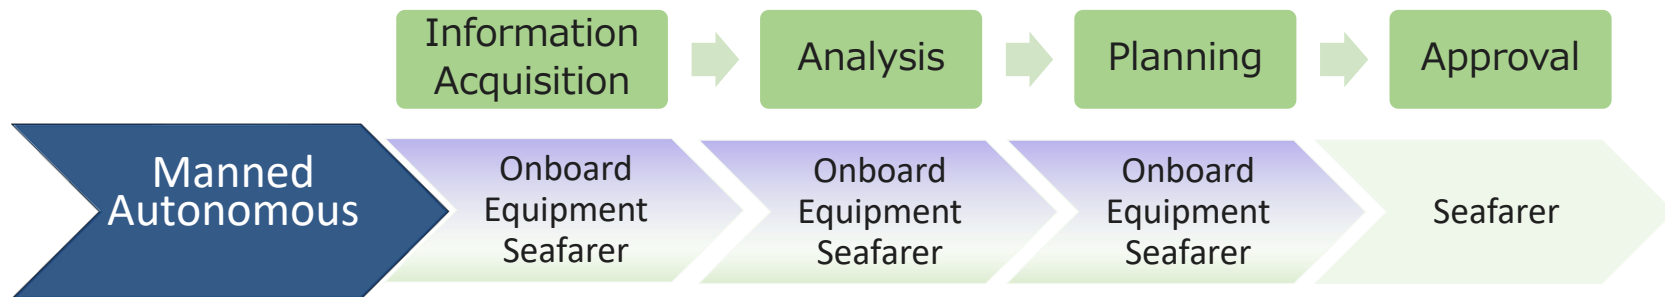 Information
Acquisition
Analysis
Planning
Approval
Manned
Autonomous
Onboard
Equipment
Seafarer
Onboard
Equipment
Seafarer
Onboard
Equipment
Seafarer
Seafarer